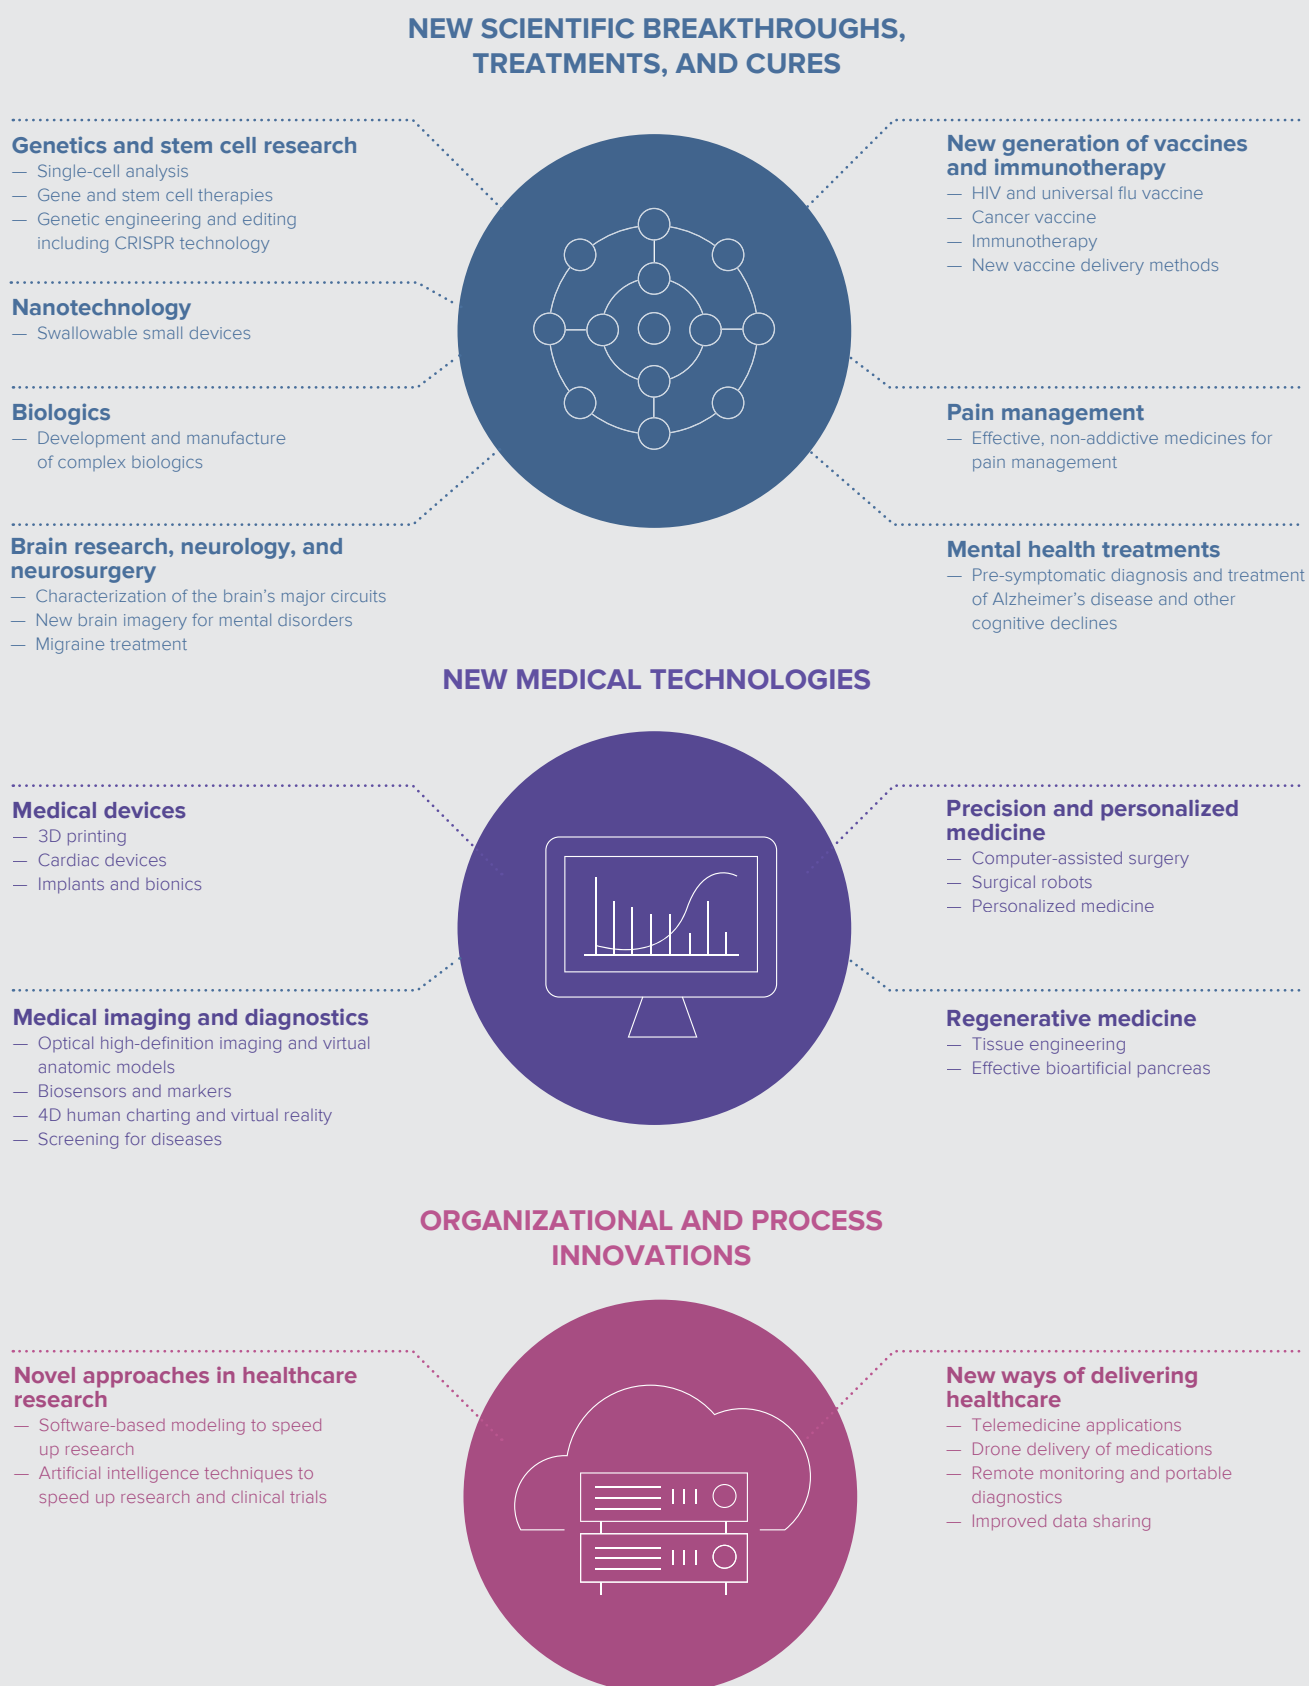 NEW SCIENTIFIC BREAKTHROUGHS,
TREATMENTS, AND CURES
Genetics and stem cell research
— Single-cell analysis
— Gene and stem cell therapies
— Genetic engineering and editing
including CRISPR technology
Nanotechnology
— Swallowable small devices
Biologics
— Development and manufacture
of complex biologics
Brain research, neurology, and
neurosurgery
— Characterization of the brain’s major circuits
— New brain imagery for mental disorders
— Migraine treatment
New generation of vaccines
and immunotherapy
— HIV and universal flu vaccine
— Cancer vaccine
— Immunotherapy
— New vaccine delivery methods
Pain management
— Effective, non-addictive medicines for
pain management
Mental health treatments
— Pre-symptomatic diagnosis and treatment
of Alzheimer’s disease and other
cognitive declines
NEW MEDICAL TECHNOLOGIES
Medical devices
— 3D printing
— Cardiac devices
— Implants and bionics
Medical imaging and diagnostics
— Optical high-definition imaging and virtual
anatomic models
— Biosensors and markers
— 4D human charting and virtual reality
— Screening for diseases
Precision and personalized
medicine
— Computer-assisted surgery
— Surgical robots
— Personalized medicine
Regenerative medicine
— Tissue engineering
— Effective bioartificial pancreas
ORGANIZATIONAL AND PROCESS
INNOVATIONS
Novel approaches in healthcare
research
— Software-based modeling to speed
up research
— Artificial intelligence techniques to
speed up research and clinical trials
New ways of delivering
healthcare
— Telemedicine applications
— Drone delivery of medications
— Remote monitoring and portable
diagnostics
— Improved data sharing